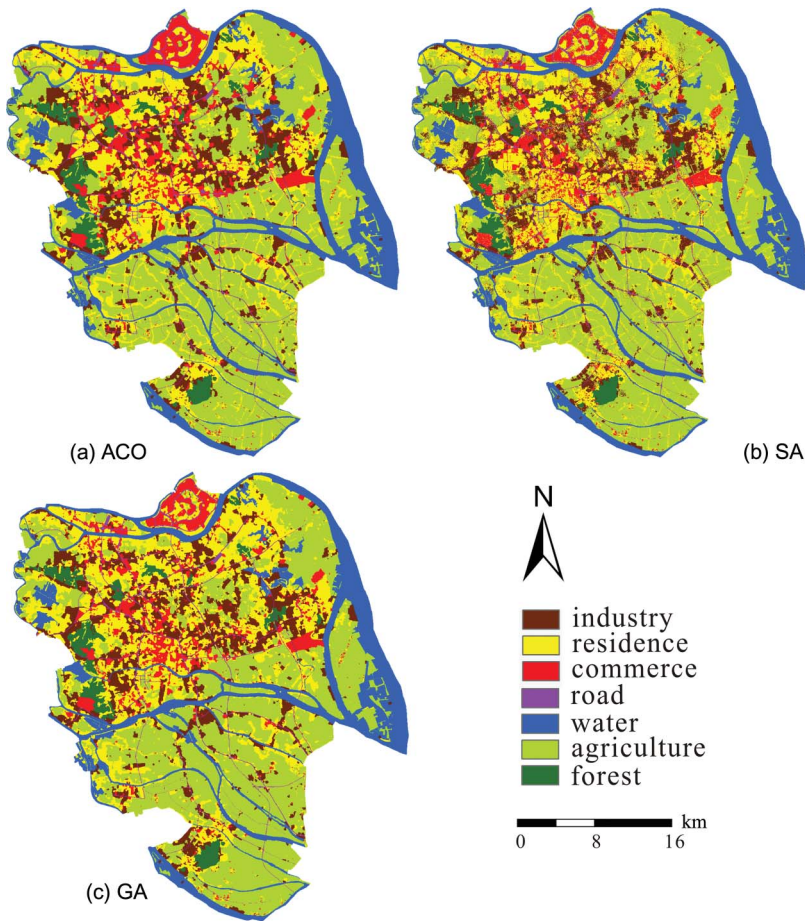 (a) ACO
(b) SA
N
industry
residence
commerce
road
water
agriculture
forest
km
0 8 16
(c) GA